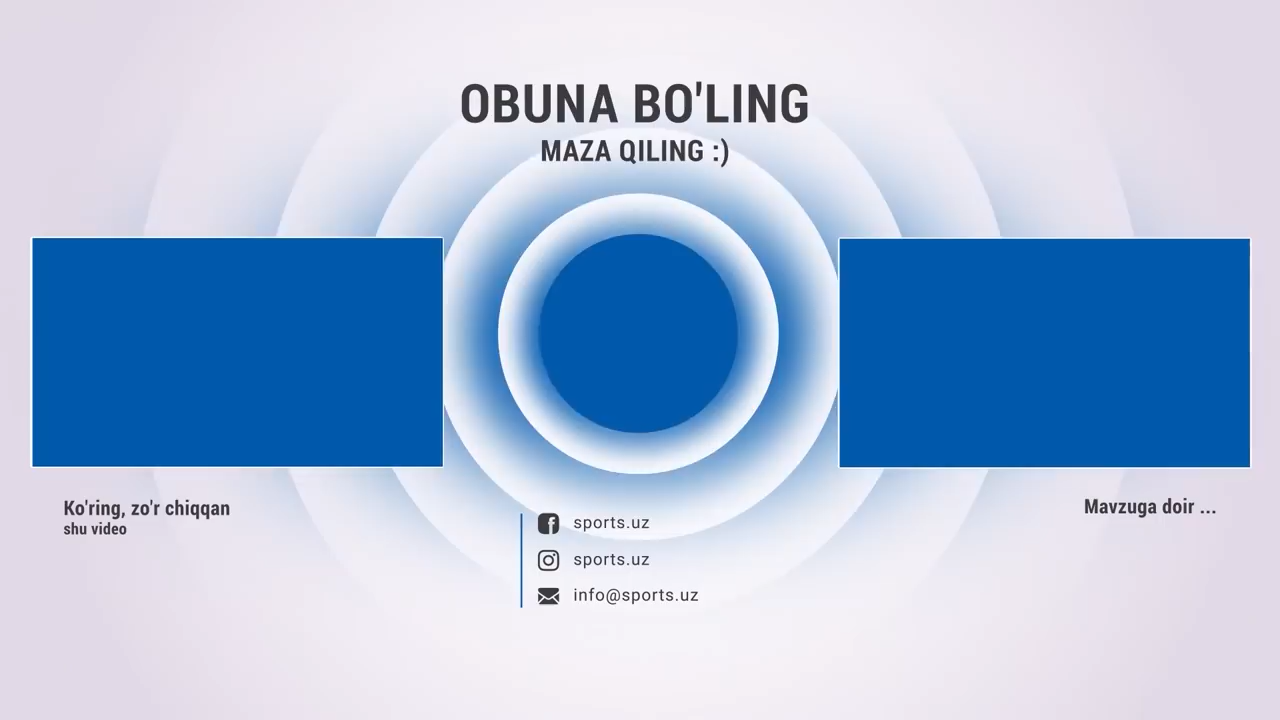 OBUNA BO'LING
MAZA QILING :)
Ko'ring, zo'r chiqqan
shu video
Mavzuga doir ...
sports.uz
sports.uz
info@sports.uz